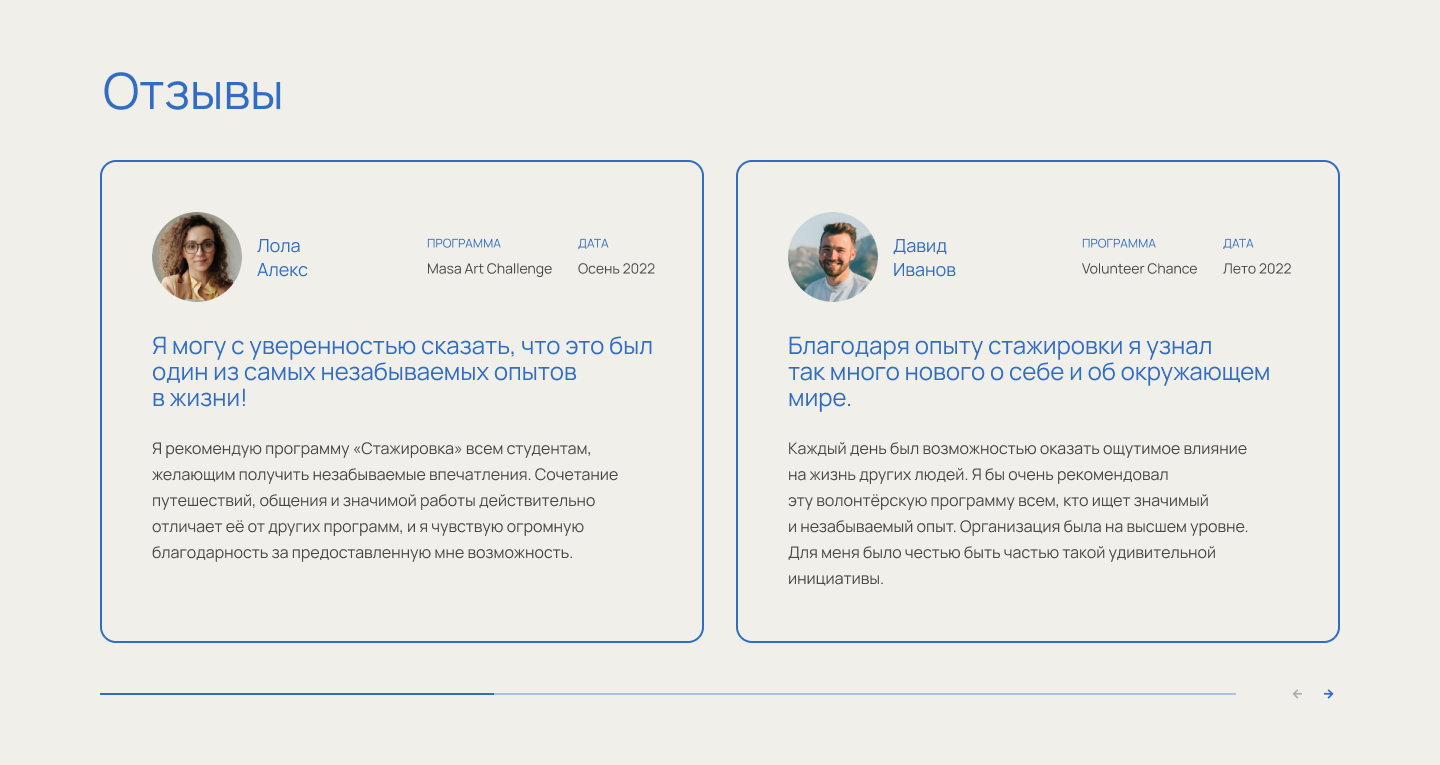 Отзывы
Лола
Алекс
ПРОГРАММА
Masa Art Challenge
ДАТА
Осень 2022
Я могу с уверенностью сказать, что это был
один из самых незабываемых опытов
в жизни!
Я рекомендую программу «Стажировка» всем студентам,
желающим получить незабываемые впечатления. Сочетание
путешествий, общения и значимой работы действительно
отличает её от других программ, и я чувствую огромную
благодарность за предоставленную мне возможность.
Давид
Иванов
ПРОГРАММА
Volunteer Chance
ДАТА
Лето 2022
Благодаря опыту стажировки я узнал
так много нового о себе и об окружающем
мире.
Каждый день был возможностью оказать ощутимое влияние
на жизнь других людей. Я бы очень рекомендовал
эту волонтёрскую программу всем, кто ищет значимый
и незабываемый опыт. Организация была на высшем уровне.
Для меня было честью быть частью такой удивительной
инициативы.